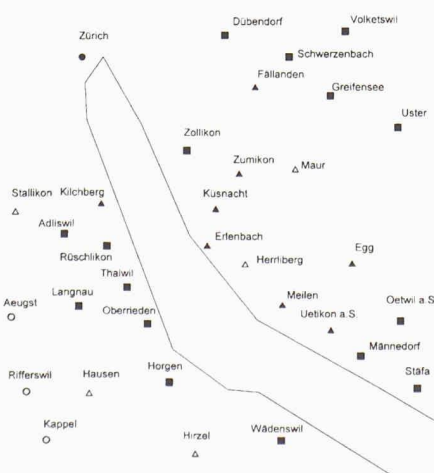 Dübendorf
Volketswil
Zürich
Schwerzenbach
Fällanden
Greifensee
Uster
Zollikon
Zumikon
Maur
Stallikon
Kilchberg
Küsnacht
Adliswil
Erlenbach
Egg
Rüschlikon
Herrliberg
Thalwil
Langnau
Meilen
Oetwil a.S.
Aeugst
Oberrieden
Uetikon a.S.
Männedorf
Horgen
Stäfa
Rifferswil
Hausen
Kappel
Hirzel
Wädenswil